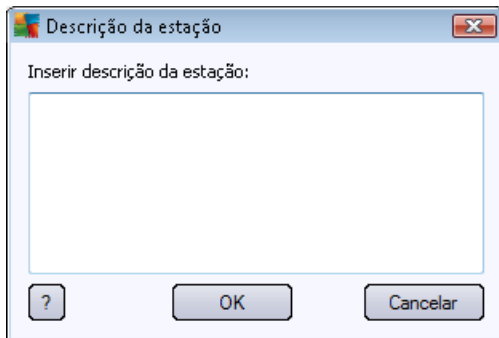 Descrição da estação
Inserir descrição da estação:
?
OK
Cancelar